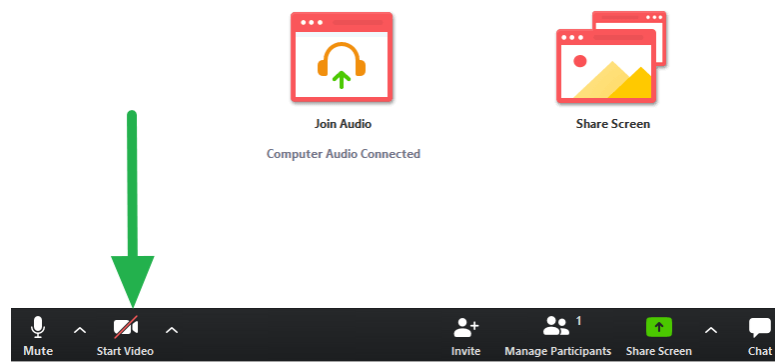 Join Audio
Share Screen
Computer Audio Connected
1
Mute
Start Video
Invite
Manage Participants
Share Screen
Chat